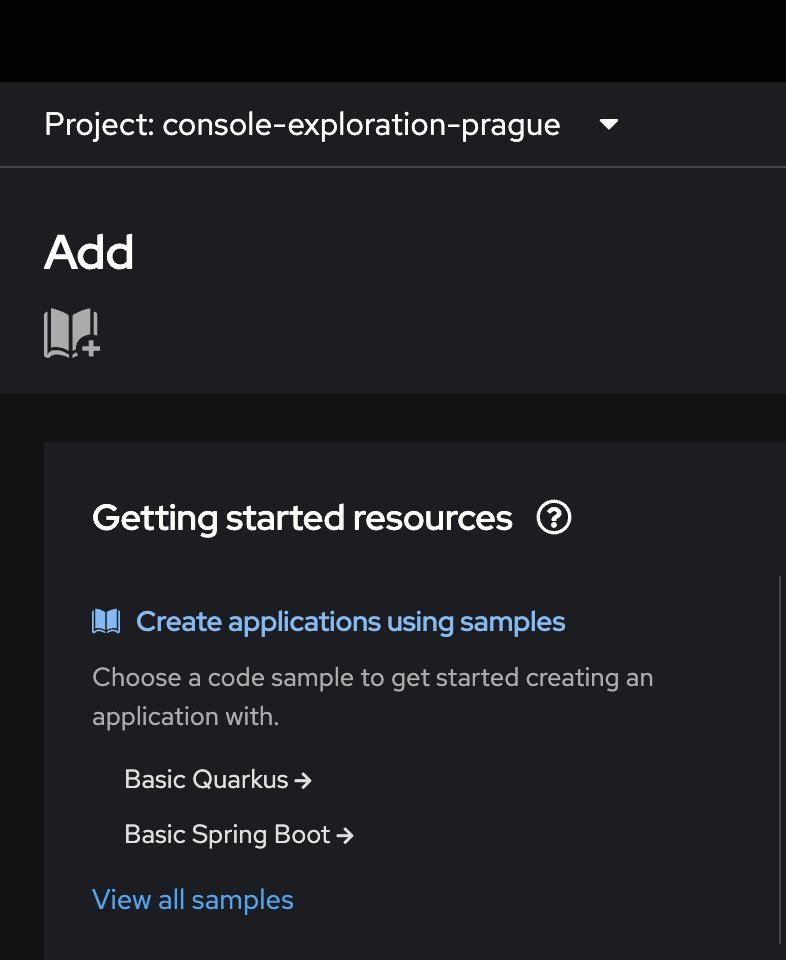 Project: console-exploration-prague
Add
Getting started resources
Create applications using samples
Choose a code sample to get started creating an
application with.
Basic Quarkus
Basic Spring Boot
View all samples